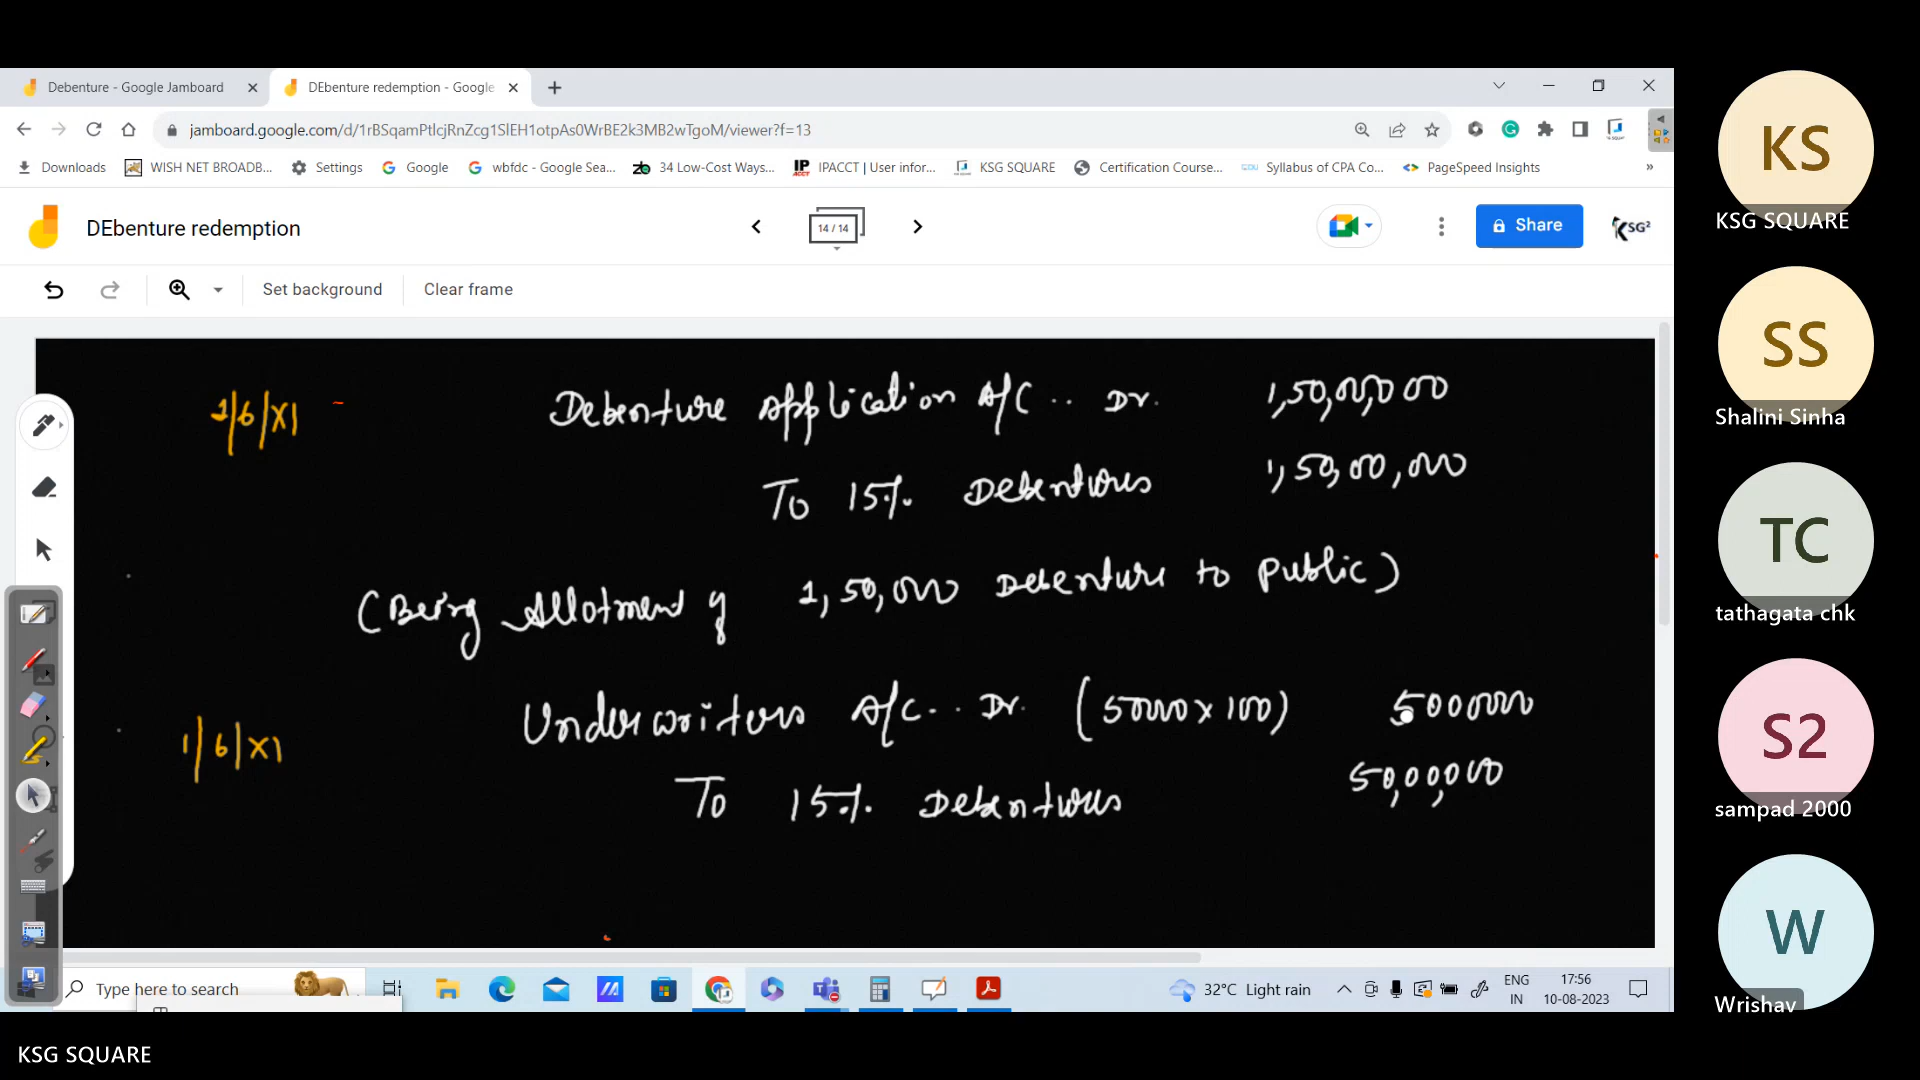 Debenture - Google Jamboard
DEbenture redemption - Google
jamboard.google.com/d/1rBSqamPtlcjRnZcg1SlEH1otpAs0WrBE2k3MB2wTgoM/viewer?f=13
Downloads WISH NET BROADB... Settings Google wbfdc - Google Sea... 34 Low-Cost Ways... IPACCT | User infor... KSG SQUARE Certification Course... Syllabus of CPA Co... PageSpeed Insights »
DEbenture redemption
14 / 14
Share
KSG²
Set background
Clear frame
1/6/X1 - Debenture Application A/C .. Dr. 1,50,00,000
To 15% Debentures 1,50,00,000
(Being Allotment of 1,50,000 Debenture to public)
1/6/X1 Underwriters A/C.. Dr. (5000x100) 500000
To 15% Debentures 50,00,000
Type here to search
32°C Light rain
ENG
IN
17:56
10-08-2023
KS
KSG SQUARE
SS
Shalini Sinha
TC
tathagata chk
S2
sampad 2000
W
Wrishav
KSG SQUARE